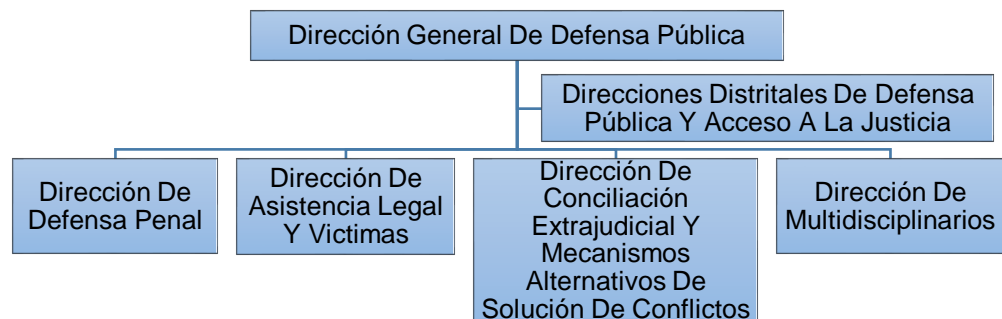 Dirección General De Defensa Pública
Direcciones Distritales De Defensa
Pública Y Acceso A La Justicia
Dirección De
Defensa Penal
Dirección De
Asistencia Legal
Y Victimas
Dirección De
Conciliación
Extrajudicial Y
Mecanismos
Alternativos De
Solución De Conflictos
Dirección De
Multidisciplinarios